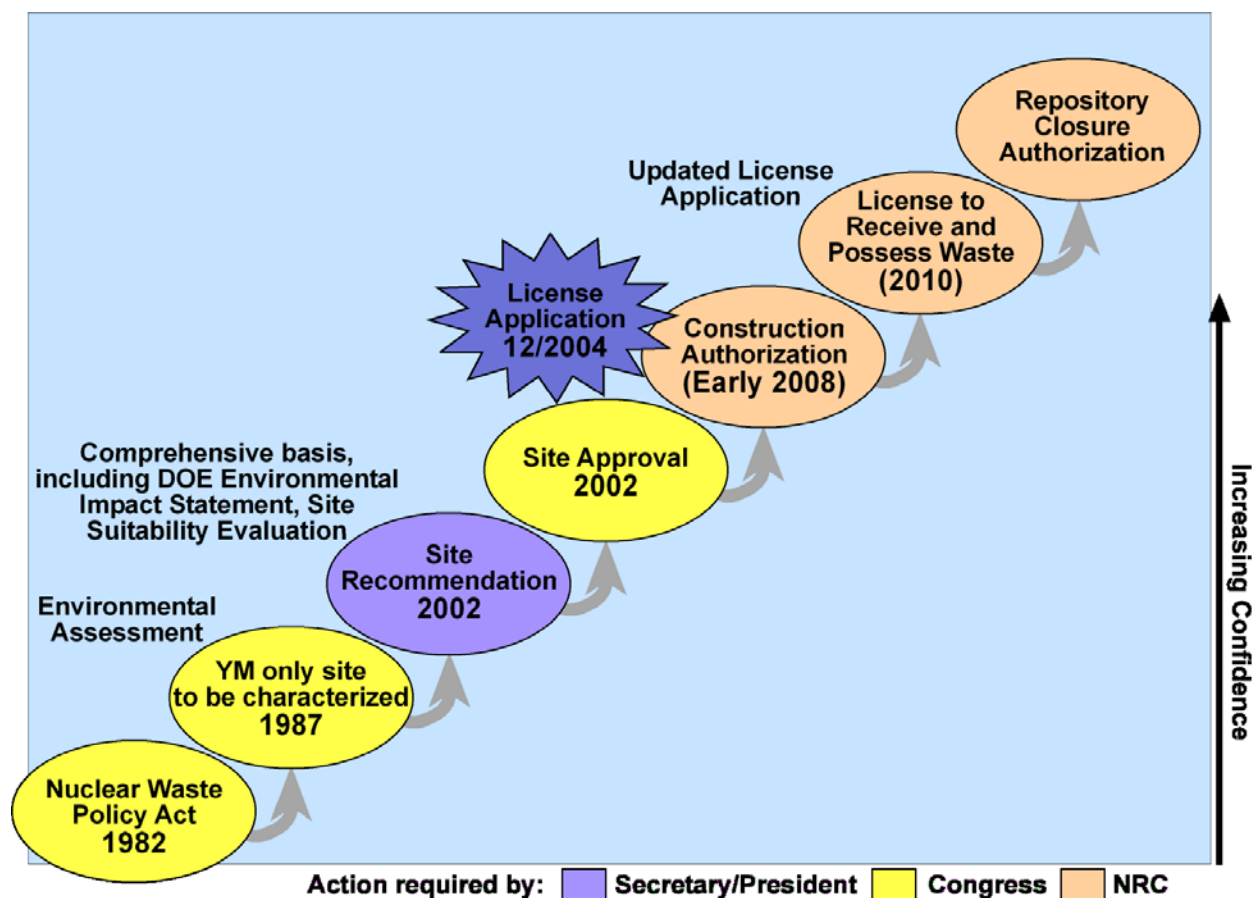 Repository
Closure
Authorization
Updated License
Application
License to
Receive and
Possess Waste
(2010)
License
Application
12/2004
Construction
Authorization
(Early 2008)
Comprehensive basis,
including DOE Environmental
Impact Statement, Site
Suitability Evaluation
Site Approval
2002
Site
Recommendation
2002
Environmental
Assessment
YM only site
to be characterized
1987
Nuclear Waste
Policy Act
1982
Increasing Confidence
Action required by: Secretary/President Congress NRC